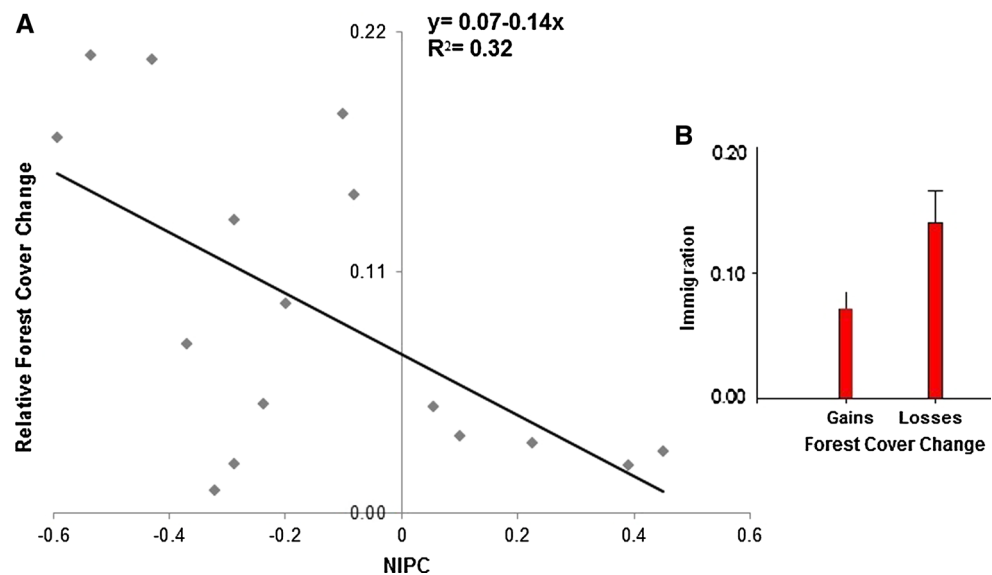 A
y= 0.07-0.14x
R²= 0.32
0.22
0.11
0.00
Relative Forest Cover Change
-0.6 -0.4 -0.2 0 0.2 0.4 0.6
NIPC
B
0.20
0.10
0.00
Immigration
Gains Losses
Forest Cover Change